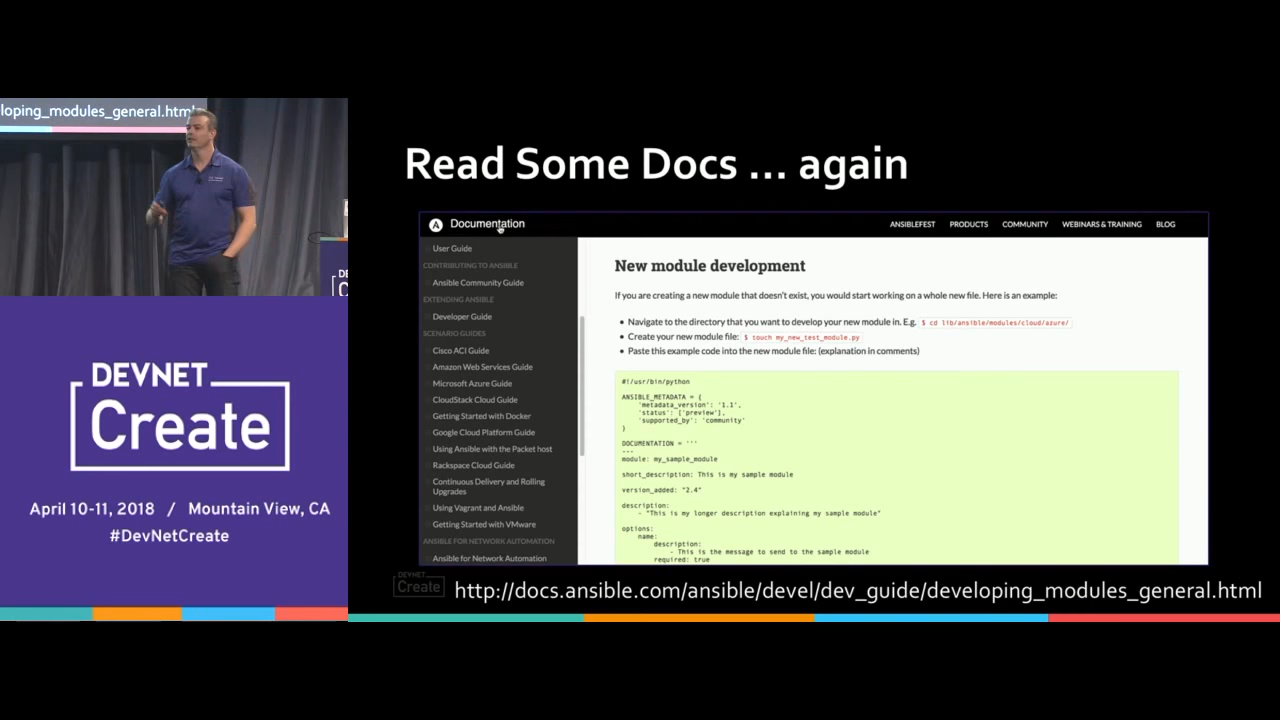 loping_modules_general.html
DEVNET
Create
April 10-11, 2018 / Mountain View, CA
#DevNetCreate
Read Some Docs ... again
A Documentation
ANSIBLEFEST PRODUCTS COMMUNITY WEBINARS & TRAINING BLOG
User Guide
CONTRIBUTING TO ANSIBLE
Ansible Community Guide
EXTENDING ANSIBLE
Developer Guide
SCENARIO GUIDES
Cisco ACI Guide
Amazon Web Services Guide
Microsoft Azure Guide
CloudStack Cloud Guide
Getting Started with Docker
Google Cloud Platform Guide
Using Ansible with the Packet host
Rackspace Cloud Guide
Continuous Delivery and Rolling
Upgrades
Using Vagrant and Ansible
Getting Started with VMware
ANSIBLE FOR NETWORK AUTOMATION
Ansible for Network Automation
New module development
If you are creating a new module that doesn't exist, you would start working on a whole new file. Here is an example:
• Navigate to the directory that you want to develop your new module in. E.g. $ cd lib/ansible/modules/cloud/azure/
• Create your new module file: $ touch my_new_test_module.py
• Paste this example code into the new module file: (explanation in comments)
#!/usr/bin/python
ANSIBLE_METADATA = {
'metadata_version': '1.1',
'status': ['preview'],
'supported_by': 'community'
}
DOCUMENTATION = '''
---
module: my_sample_module
short_description: This is my sample module
version_added: "2.4"
description:
- "This is my longer description explaining my sample module"
options:
name:
description:
- This is the message to send to the sample module
required: true
DEVNET
Create
http://docs.ansible.com/ansible/devel/dev_guide/developing_modules_general.html